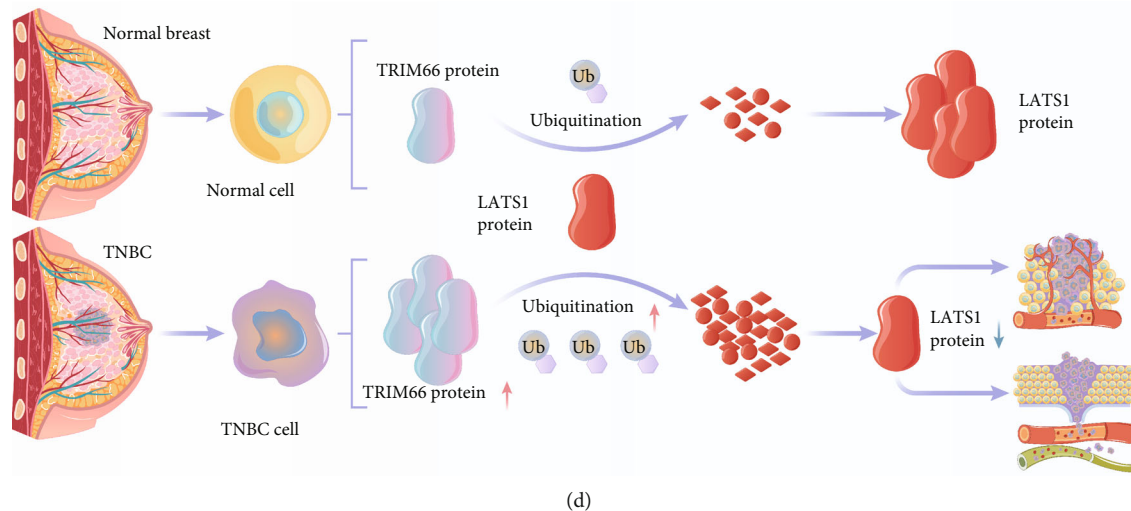 Normal breast
TRIM66 protein
Ub
Ubiquitination
LATS1
protein
Normal cell
LATS1
protein
TNBC
Ubiquitination
Ub Ub Ub
LATS1
protein
TRIM66 protein
TNBC cell
(d)